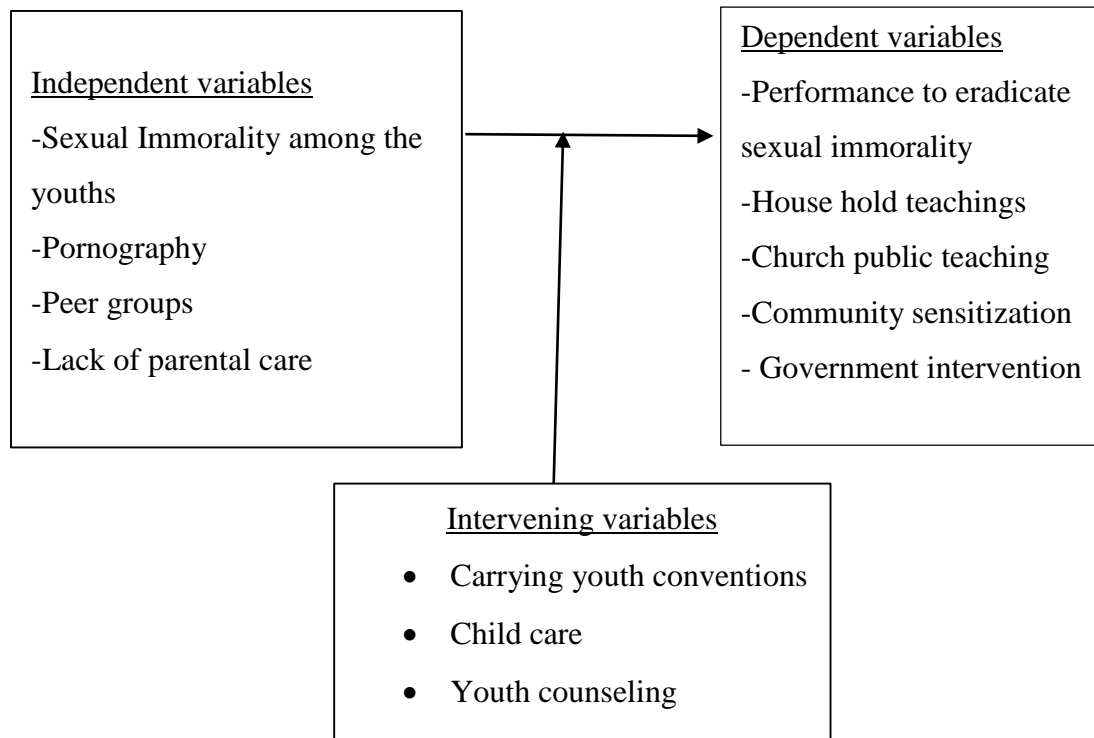 Independent variables
-Sexual Immorality among the
youths
-Pornography
-Peer groups
-Lack of parental care
Dependent variables
-Performance to eradicate
sexual immorality
-House hold teachings
-Church public teaching
-Community sensitization
- Government intervention
Intervening variables
• Carrying youth conventions
• Child care
• Youth counseling